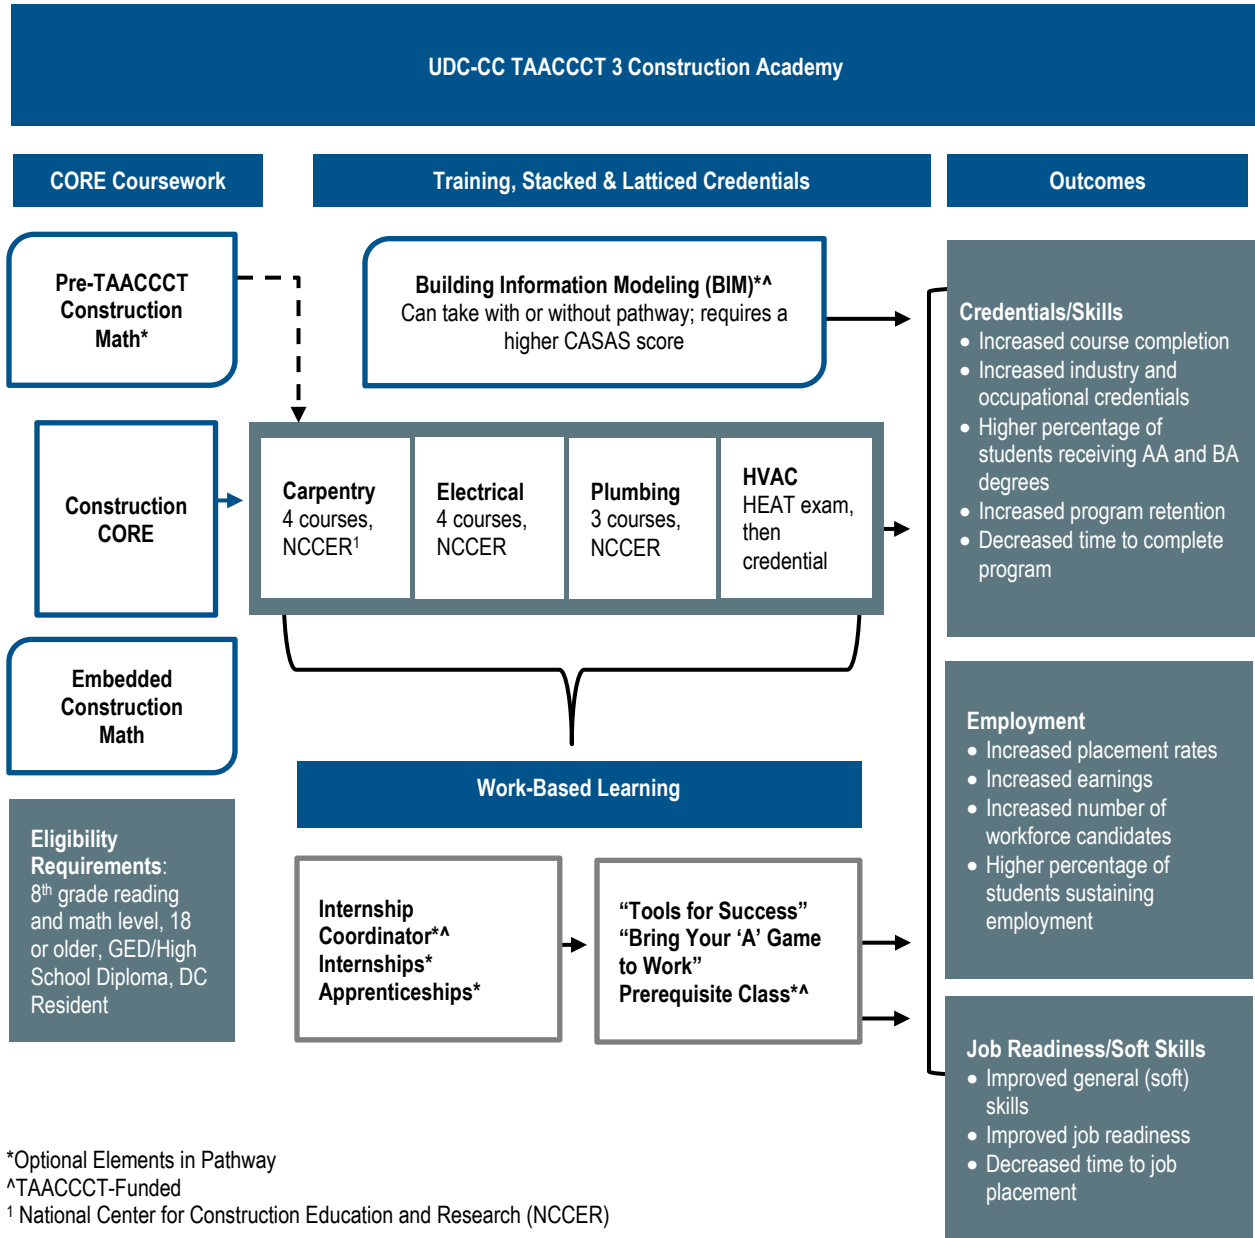 UDC-CC TAACCCT 3 Construction Academy
CORE Coursework
Training, Stacked & Latticed Credentials
Outcomes
Pre-TAACCCT
Construction
Math*
Building Information Modeling (BIM)*^
Can take with or without pathway; requires a
higher CASAS score
Construction
CORE
Carpentry
4 courses,
NCCER¹
Electrical
4 courses,
NCCER
Plumbing
3 courses,
NCCER
HVAC
HEAT exam,
then
credential
Embedded
Construction
Math
Eligibility
Requirements:
8th grade reading
and math level, 18
or older, GED/High
School Diploma, DC
Resident
Work-Based Learning
Internship
Coordinator*^
Internships*
Apprenticeships*
“Tools for Success”
“Bring Your ‘A’ Game
to Work”
Prerequisite Class*^
Credentials/Skills
• Increased course completion
• Increased industry and
occupational credentials
• Higher percentage of
students receiving AA and BA
degrees
• Increased program retention
• Decreased time to complete
program
Employment
• Increased placement rates
• Increased earnings
• Increased number of
workforce candidates
• Higher percentage of
students sustaining
employment
Job Readiness/Soft Skills
• Improved general (soft)
skills
• Improved job readiness
• Decreased time to job
placement
*Optional Elements in Pathway
^TAACCCT-Funded
¹ National Center for Construction Education and Research (NCCER)